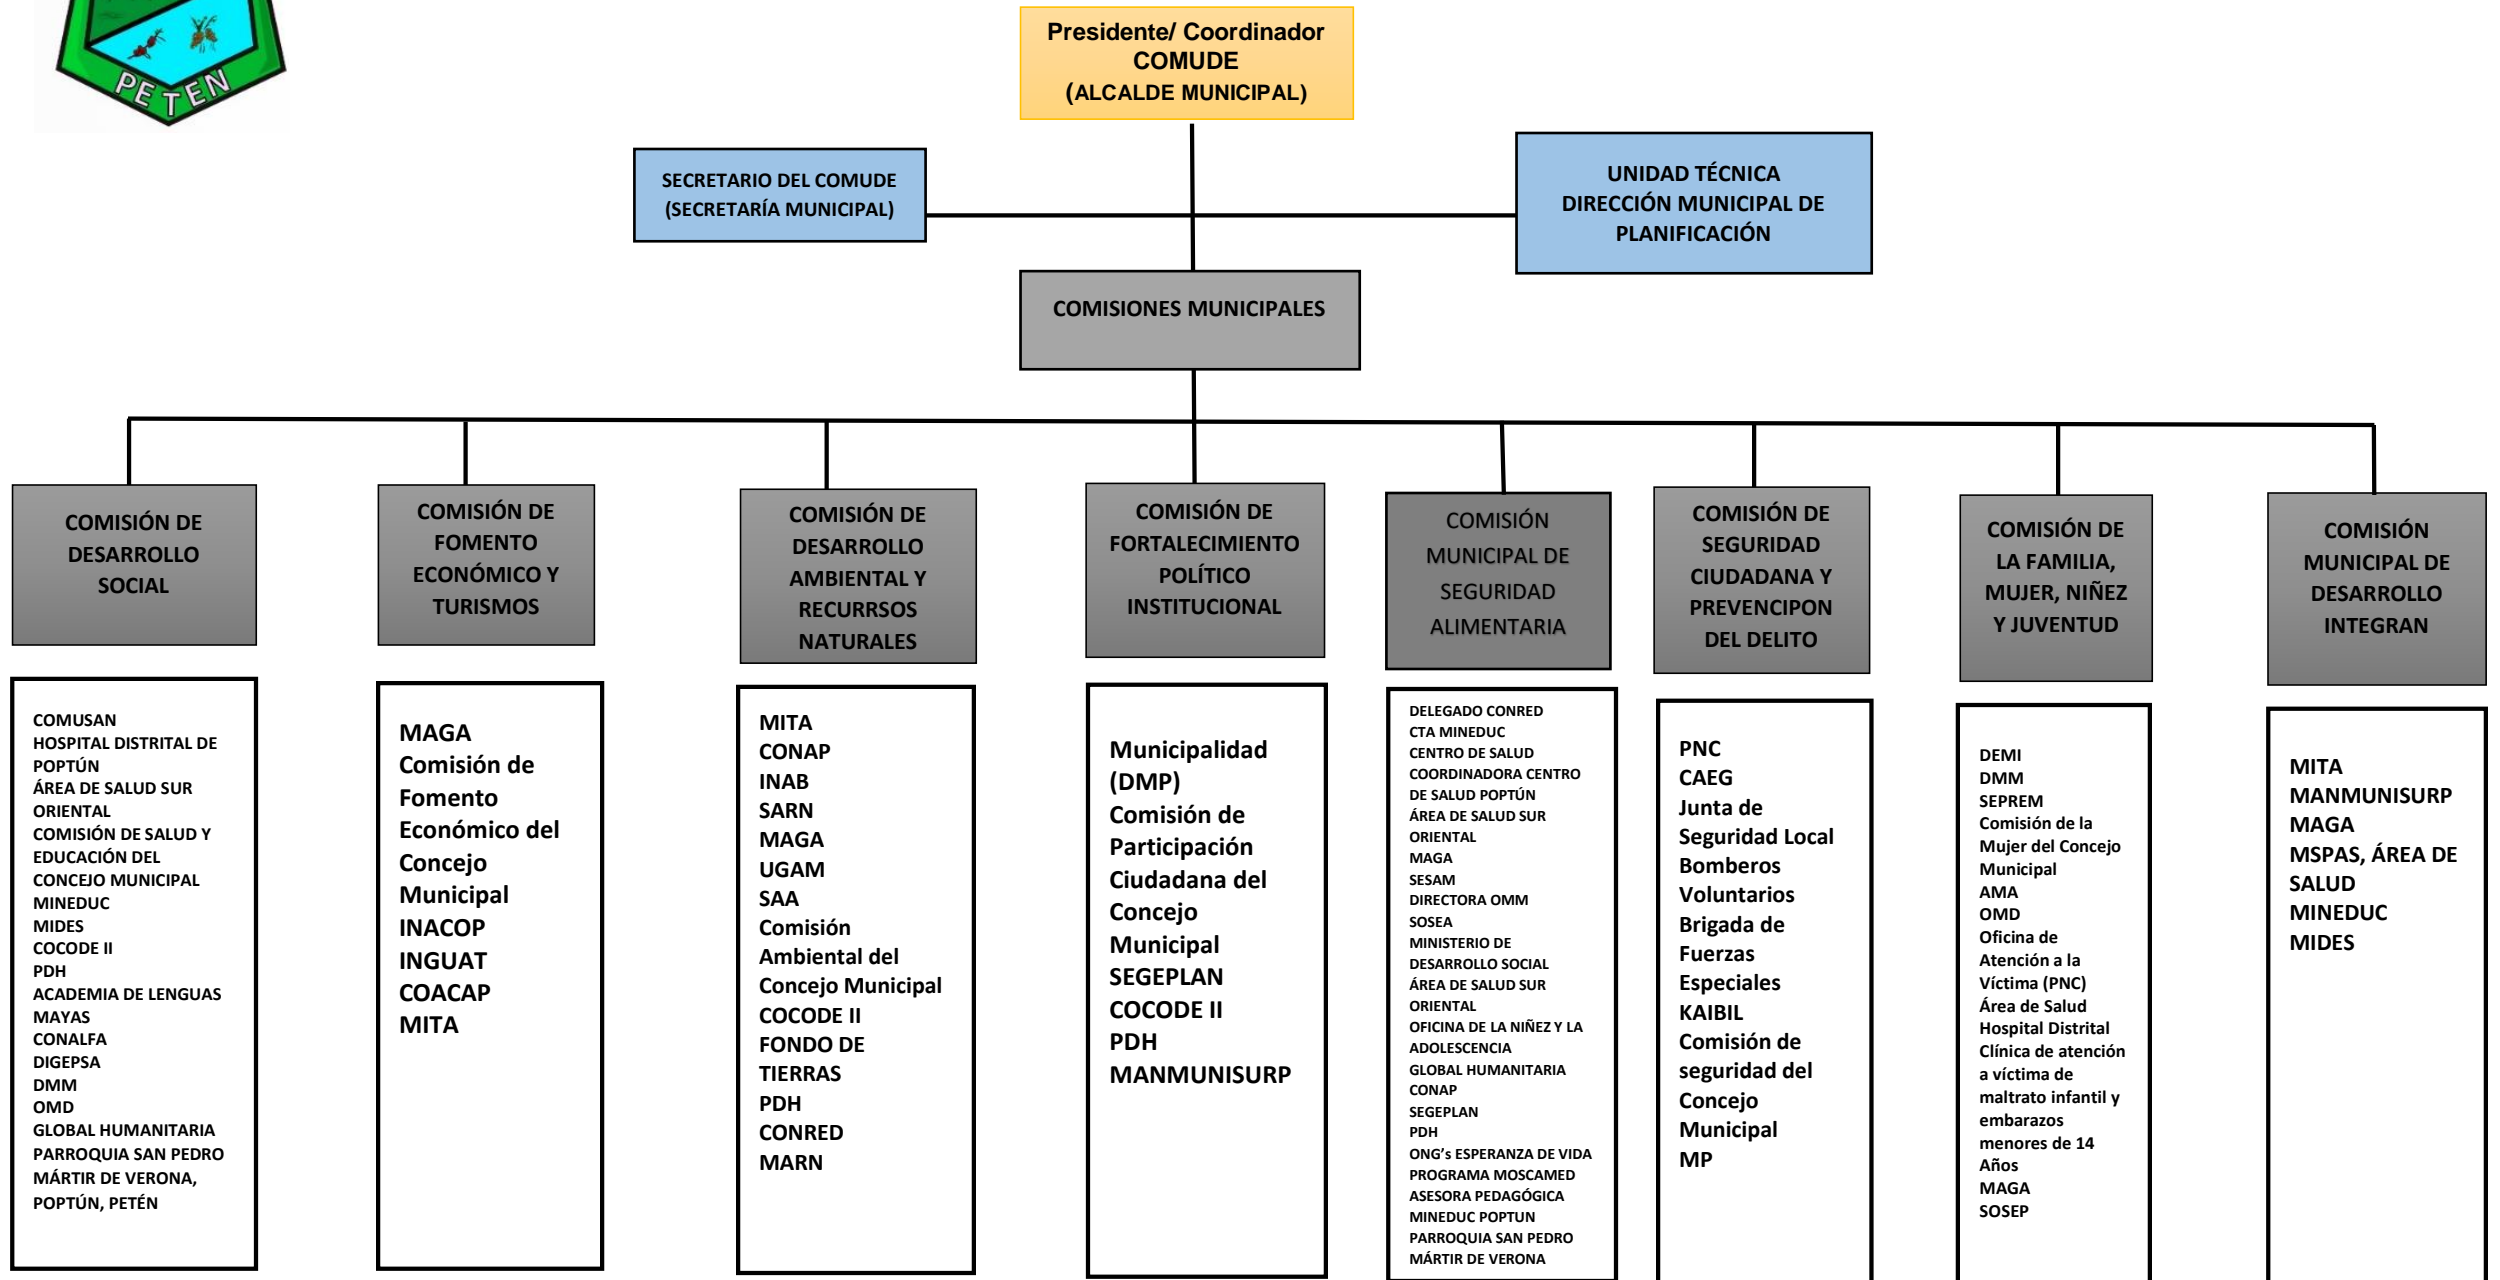 PETEN
Presidente/ Coordinador
COMUDE
(ALCALDE MUNICIPAL)
SECRETARIO DEL COMUDE
(SECRETARÍA MUNICIPAL)
UNIDAD TÉCNICA
DIRECCIÓN MUNICIPAL DE
PLANIFICACIÓN
COMISIONES MUNICIPALES
COMISIÓN DE
DESARROLLO
SOCIAL
COMISIÓN DE
FOMENTO
ECONÓMICO Y
TURISMOS
COMISIÓN DE
DESARROLLO
AMBIENTAL Y
RECURRSOS
NATURALES
COMISIÓN DE
FORTALECIMIENTO
POLÍTICO
INSTITUCIONAL
COMISIÓN
MUNICIPAL DE
SEGURIDAD
ALIMENTARIA
COMISIÓN DE
SEGURIDAD
CIUDADANA Y
PREVENCIPON
DEL DELITO
COMISIÓN DE
LA FAMILIA,
MUJER, NIÑEZ
Y JUVENTUD
COMISIÓN
MUNICIPAL DE
DESARROLLO
INTEGRAN
COMUSAN
HOSPITAL DISTRITAL DE
POPTÚN
ÁREA DE SALUD SUR
ORIENTAL
COMISIÓN DE SALUD Y
EDUCACIÓN DEL
CONCEJO MUNICIPAL
MINEDUC
MIDES
COCODE II
PDH
ACADEMIA DE LENGUAS
MAYAS
CONALFA
DIGEPSA
DMM
OMD
GLOBAL HUMANITARIA
PARROQUIA SAN PEDRO
MÁRTIR DE VERONA,
POPTÚN, PETÉN
MAGA
Comisión de
Fomento
Económico del
Concejo
Municipal
INACOP
INGUAT
COACAP
MITA
MITA
CONAP
INAB
SARN
MAGA
UGAM
SAA
Comisión
Ambiental del
Concejo Municipal
COCODE II
FONDO DE
TIERRAS
PDH
CONRED
MARN
Municipalidad
(DMP)
Comisión de
Participación
Ciudadana del
Concejo
Municipal
SEGEPLAN
COCODE II
PDH
MANMUNISURP
DELEGADO CONRED
CTA MINEDUC
CENTRO DE SALUD
COORDINADORA CENTRO
DE SALUD POPTÚN
ÁREA DE SALUD SUR
ORIENTAL
MAGA
SESAM
DIRECTORA OMM
SOSEA
MINISTERIO DE
DESARROLLO SOCIAL
ÁREA DE SALUD SUR
ORIENTAL
OFICINA DE LA NIÑEZ Y LA
ADOLESCENCIA
GLOBAL HUMANITARIA
CONAP
SEGEPLAN
PDH
ONG’s ESPERANZA DE VIDA
PROGRAMA MOSCAMED
ASESORA PEDAGÓGICA
MINEDUC POPTUN
PARROQUIA SAN PEDRO
MÁRTIR DE VERONA
PNC
CAEG
Junta de
Seguridad Local
Bomberos
Voluntarios
Brigada de
Fuerzas
Especiales
KAIBIL
Comisión de
seguridad del
Concejo
Municipal
MP
DEMI
DMM
SEPREM
Comisión de la
Mujer del Concejo
Municipal
AMA
OMD
Oficina de
Atención a la
Víctima (PNC)
Área de Salud
Hospital Distrital
Clínica de atención
a víctima de
maltrato infantil y
embarazos
menores de 14
Años
MAGA
SOSEP
MITA
MANMUNISURP
MAGA
MSPAS, ÁREA DE
SALUD
MINEDUC
MIDES